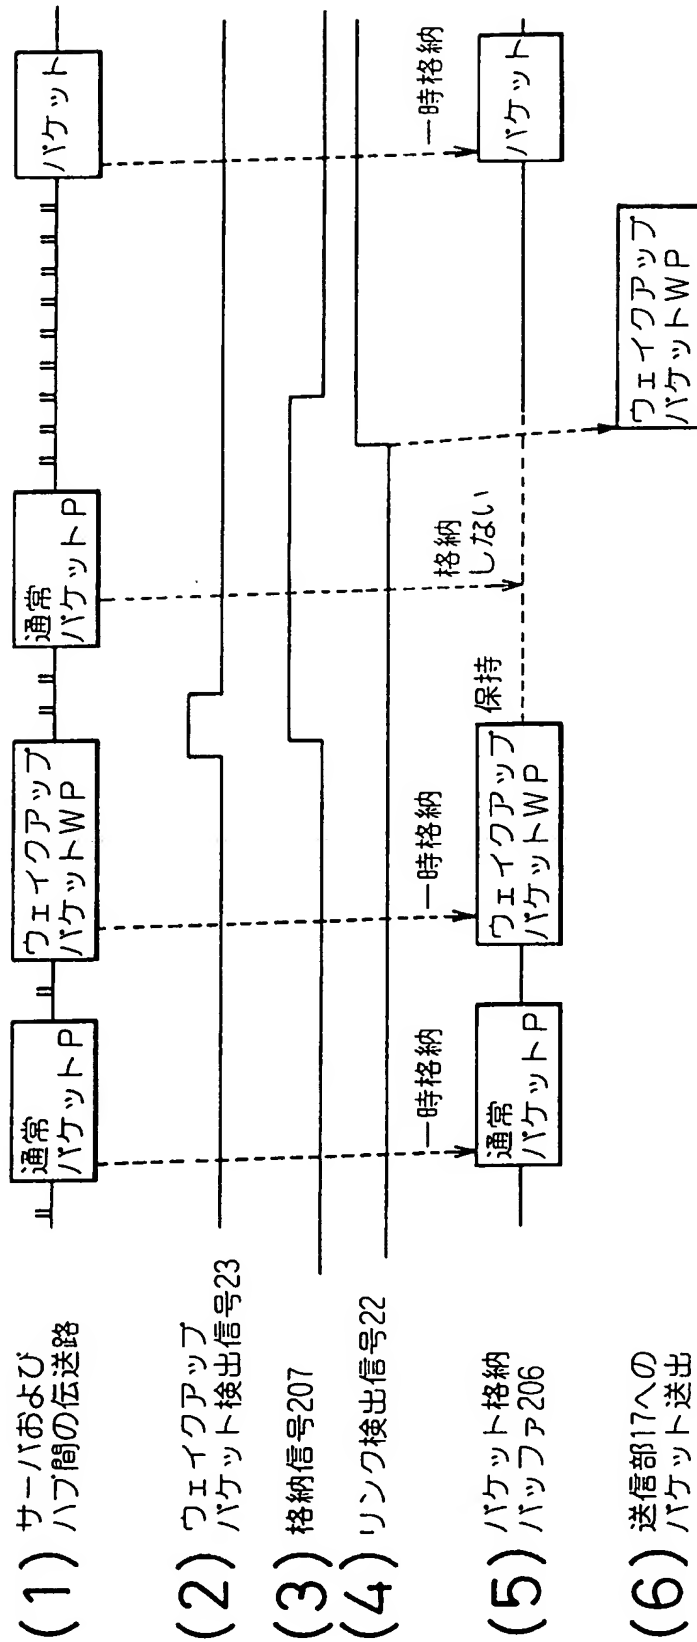 (1) サーバおよび
ハブ間の伝送路
通常
パケットP
ウェイクアップ
パケットWP
通常
パケットP
パケット
(2) ウェイクアップ
パケット検出信号23
(3) 格納信号207
(4) リンク検出信号22
一時格納
一時格納
保持
格納
しない
一時格納
(5) パケット格納
バッファ206
通常
パケットP
ウェイクアップ
パケットWP
パケット
(6) 送信部17への
パケット送出
ウェイクアップ
パケットWP